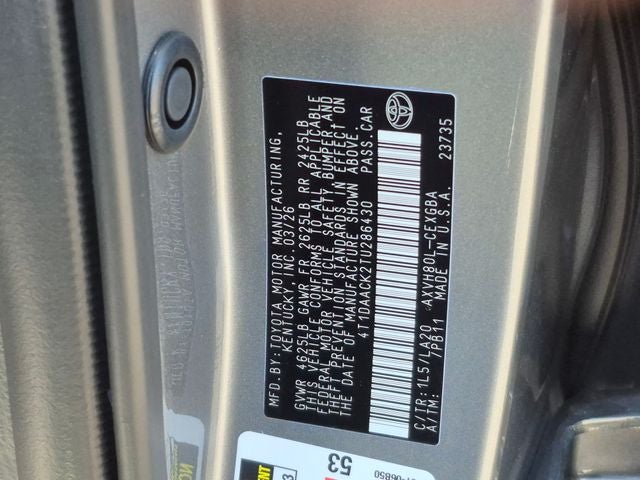 MFD.BY:TOYOTA MOTOR MANUFACTURING,
KENTUCKY, INC. 03/26
GVWR 4625LB GAWR FR 2625LB RR 2425LB
THIS VEHICLE CONFORMS TO ALL APPLICABLE
FEDERAL MOTOR VEHICLE SAFETY, BUMPER, AND
THEFT PREVENTION STANDARDS IN EFFECT ON
THE DATE OF MANUFACTURE SHOWN ABOVE.
4T1DAACK2TU286430 PASS.CAR
C/TR:1L5/LA20 AXVH80L-CEXGBA
A/TM: /PB11 MADE IN U.S.A. 23735
53
-06B50